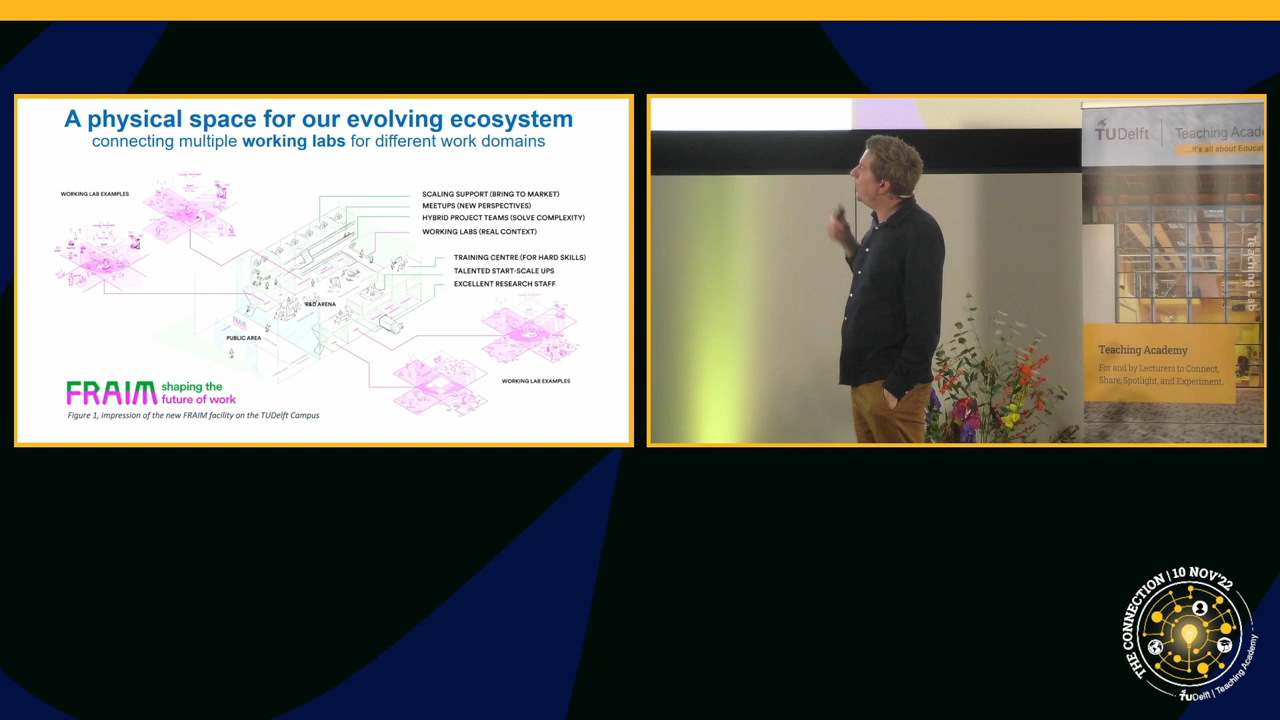 A physical space for our evolving ecosystem
connecting multiple working labs for different work domains
WORKING LAB EXAMPLES
SCALING SUPPORT (BRING TO MARKET)
MEETUPS (NEW PERSPECTIVES)
HYBRID PROJECT TEAMS (SOLVE COMPLEXITY)
WORKING LABS (REAL CONTEXT)
TRAINING CENTRE (FOR HARD SKILLS)
TALENTED START-SCALE UPS
EXCELLENT RESEARCH STAFF
R&D ARENA
PUBLIC AREA
WORKING LAB EXAMPLES
FRAIM shaping the
future of work
Figure 1, impression of the new FRAIM facility on the TUDelft Campus
TUDelft | Teaching Acad
...it's all about Educat
Teaching Lab
Teaching Academy
For and by Lecturers to Connect,
Share, Spotlight, and Experiment.
THE CONNECTION | 10 NOV'22
TUDelft | Teaching Academy